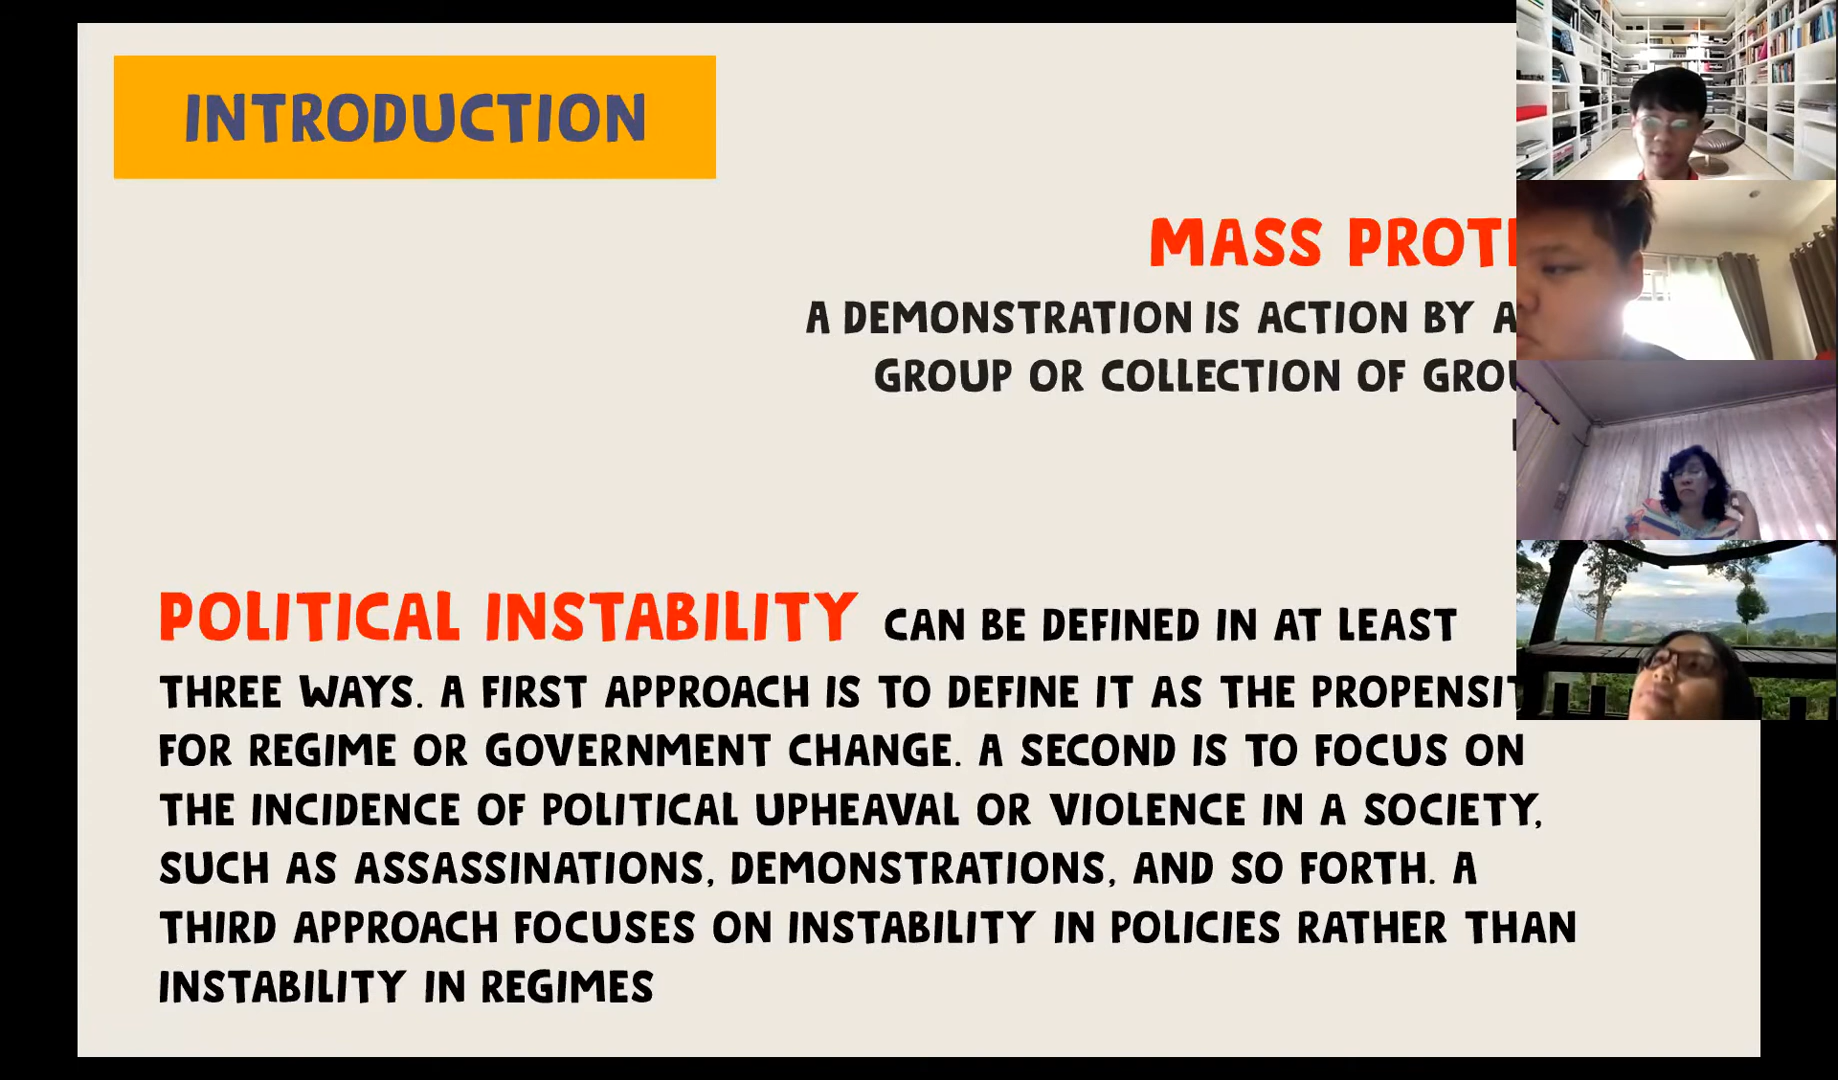 INTRODUCTION
MASS
A DEMONSTRATION IS ACTION BY A
GROUP OR COLLECTION OF
POLITICAL INSTABILITY CAN BE DEFINED IN AT LEAST
THREE WAYS. A FIRST APPROACH IS TO DEFINE IT AS THE
FOR REGIME OR GOVERNMENT CHANGE. A SECOND IS TO FOCUS ON
THE INCIDENCE OF POLITICAL UPHEAVAL OR VIOLENCE IN A SOCIETY,
SUCH AS ASSASSINATIONS, DEMONSTRATIONS, AND SO FORTH. A
THIRD APPROACH FOCUSES ON INSTABILITY IN POLICIES RATHER THAN
INSTABILITY IN REGIMES